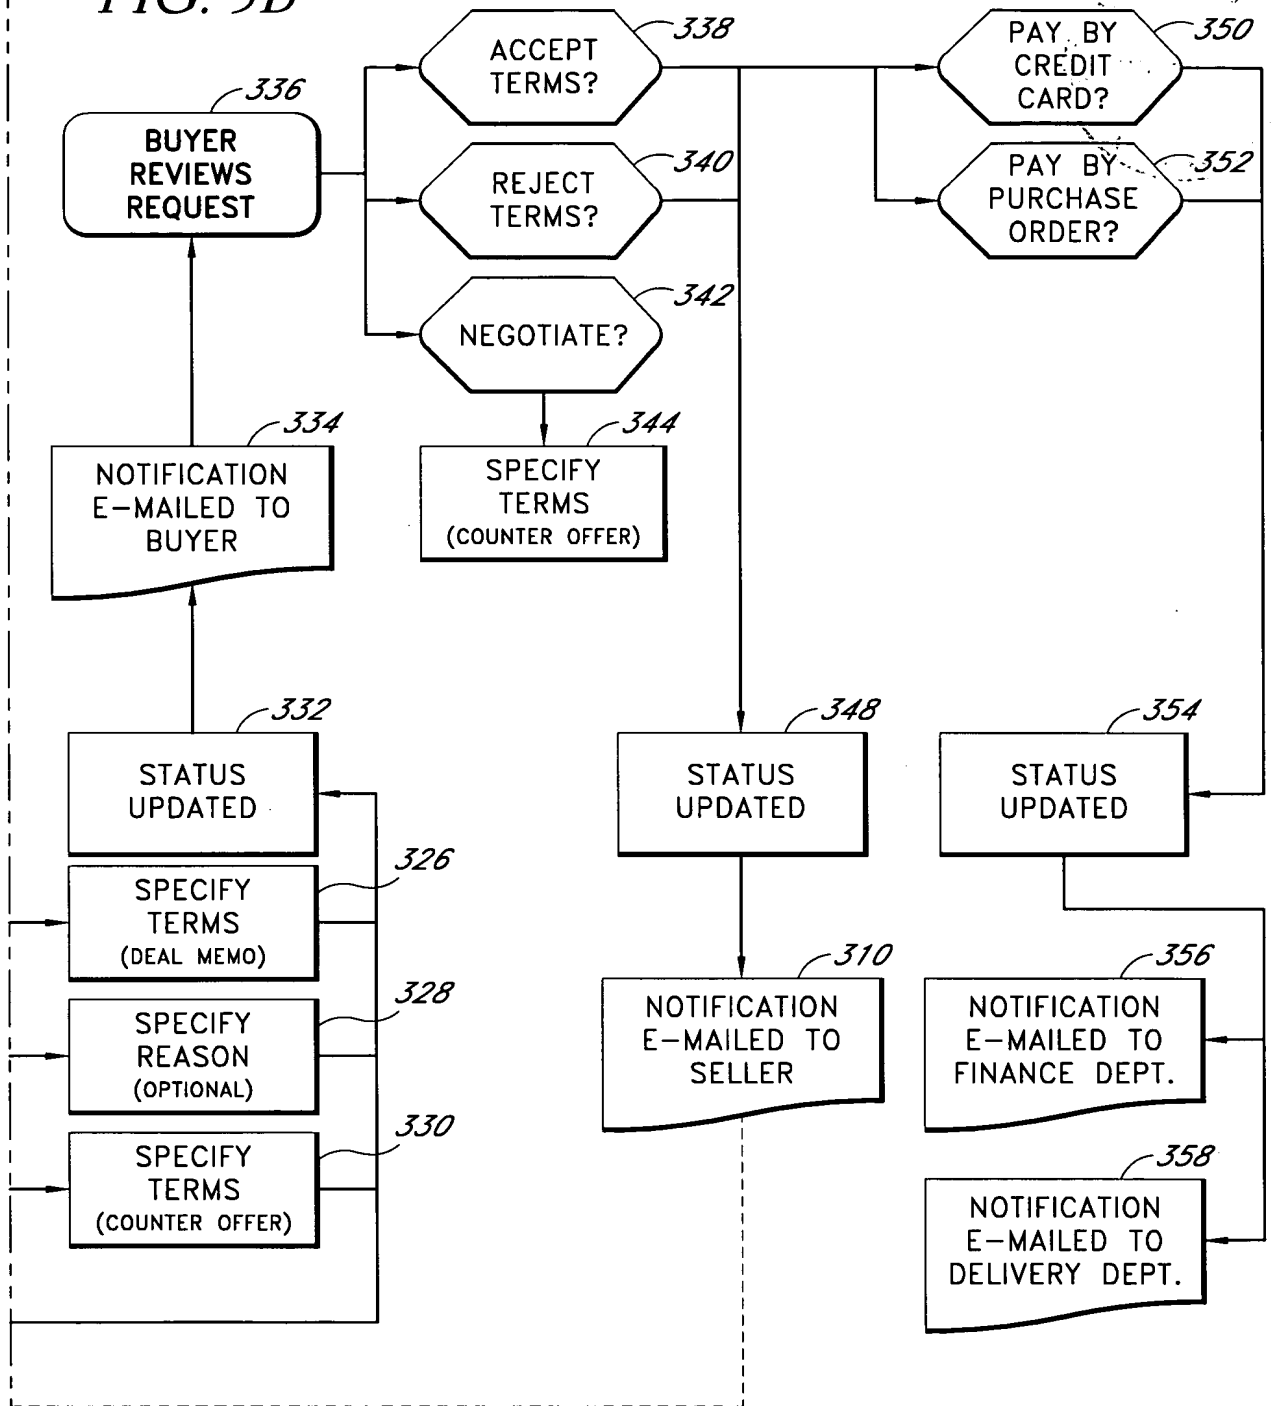 336
BUYER
REVIEWS
REQUEST
338
ACCEPT
TERMS?
340
REJECT
TERMS?
342
NEGOTIATE?
344
SPECIFY
TERMS
(COUNTER OFFER)
350
PAY BY
CREDIT
CARD?
352
PAY BY
PURCHASE
ORDER?
334
NOTIFICATION
E-MAILED TO
BUYER
332
STATUS
UPDATED
326
SPECIFY
TERMS
(DEAL MEMO)
328
SPECIFY
REASON
(OPTIONAL)
330
SPECIFY
TERMS
(COUNTER OFFER)
348
STATUS
UPDATED
310
NOTIFICATION
E-MAILED TO
SELLER
354
STATUS
UPDATED
356
NOTIFICATION
E-MAILED TO
FINANCE DEPT.
358
NOTIFICATION
E-MAILED TO
DELIVERY DEPT.